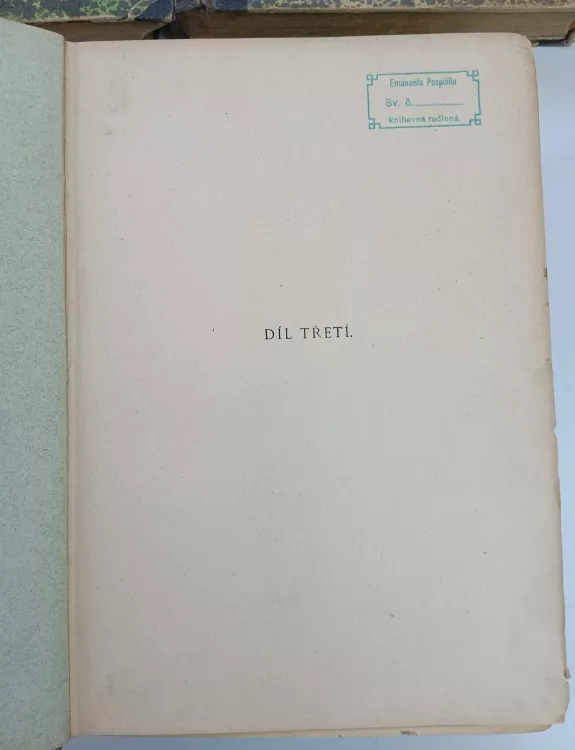 Emanuela Pospíšila
Sv. č.
knihovna rodinná.
DÍL TŘETÍ.